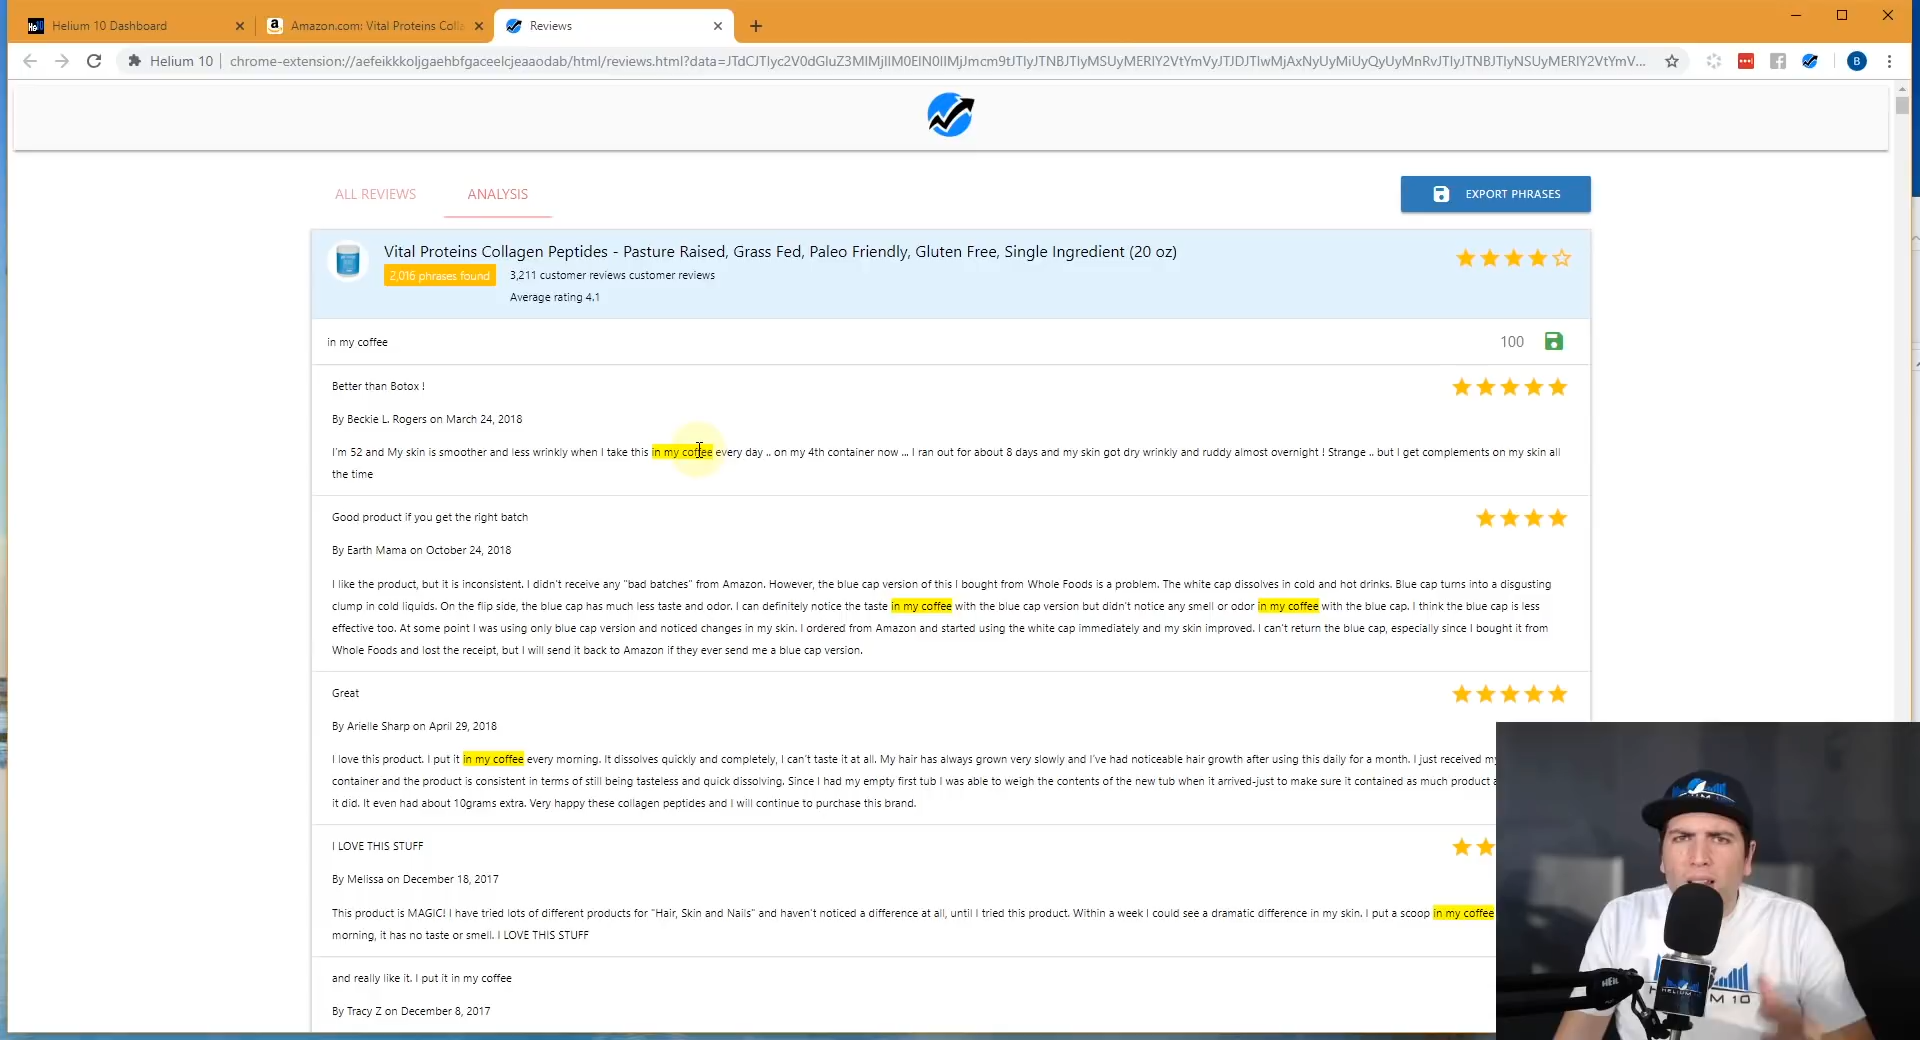 Helium 10 Dashboard
Amazon.com: Vital Proteins Colla
Reviews
Helium 10
chrome-extension://aefeikkkoljgaehbfgaceelcjeaaodab/html/reviews.html?data=
B
ALL REVIEWS
ANALYSIS
EXPORT PHRASES
Vital Proteins Collagen Peptides - Pasture Raised, Grass Fed, Paleo Friendly, Gluten Free, Single Ingredient (20 oz)
2,016 phrases found
3,211 customer reviews customer reviews
Average rating 4.1
in my coffee
100
Better than Botox !
By Beckie L. Rogers on March 24, 2018
I'm 52 and My skin is smoother and less wrinkly when I take this in my coffee every day .. on my 4th container now ... I ran out for about 8 days and my skin got dry wrinkly and ruddy almost overnight ! Strange .. but I get complements on my skin all
the time
Good product if you get the right batch
By Earth Mama on October 24, 2018
I like the product, but it is inconsistent. I didn't receive any "bad batches" from Amazon. However, the blue cap version of this I bought from Whole Foods is a problem. The white cap dissolves in cold and hot drinks. Blue cap turns into a disgusting
clump in cold liquids. On the flip side, the blue cap has much less taste and odor. I can definitely notice the taste in my coffee with the blue cap version but didn't notice any smell or odor in my coffee with the blue cap. I think the blue cap is less
effective too. At some point I was using only blue cap version and noticed changes in my skin. I ordered from Amazon and started using the white cap immediately and my skin improved. I can't return the blue cap, especially since I bought it from
Whole Foods and lost the receipt, but I will send it back to Amazon if they ever send me a blue cap version.
Great
By Arielle Sharp on April 29, 2018
I love this product. I put it in my coffee every morning. It dissolves quickly and completely, I can't taste it at all. My hair has always grown very slowly and I've had noticeable hair growth after using this daily for a month. I just received my
container and the product is consistent in terms of still being tasteless and quick dissolving. Since I had my empty first tub I was able to weigh the contents of the new tub when it arrived-just to make sure it contained as much product a
it did. It even had about 10grams extra. Very happy these collagen peptides and I will continue to purchase this brand.
I LOVE THIS STUFF
By Melissa on December 18, 2017
This product is MAGIC! I have tried lots of different products for "Hair, Skin and Nails" and haven't noticed a difference at all, until I tried this product. Within a week I could see a dramatic difference in my skin. I put a scoop in my coffee
morning, it has no taste or smell. I LOVE THIS STUFF
and really like it. I put it in my coffee
By Tracy Z on December 8, 2017
HELIUM 10